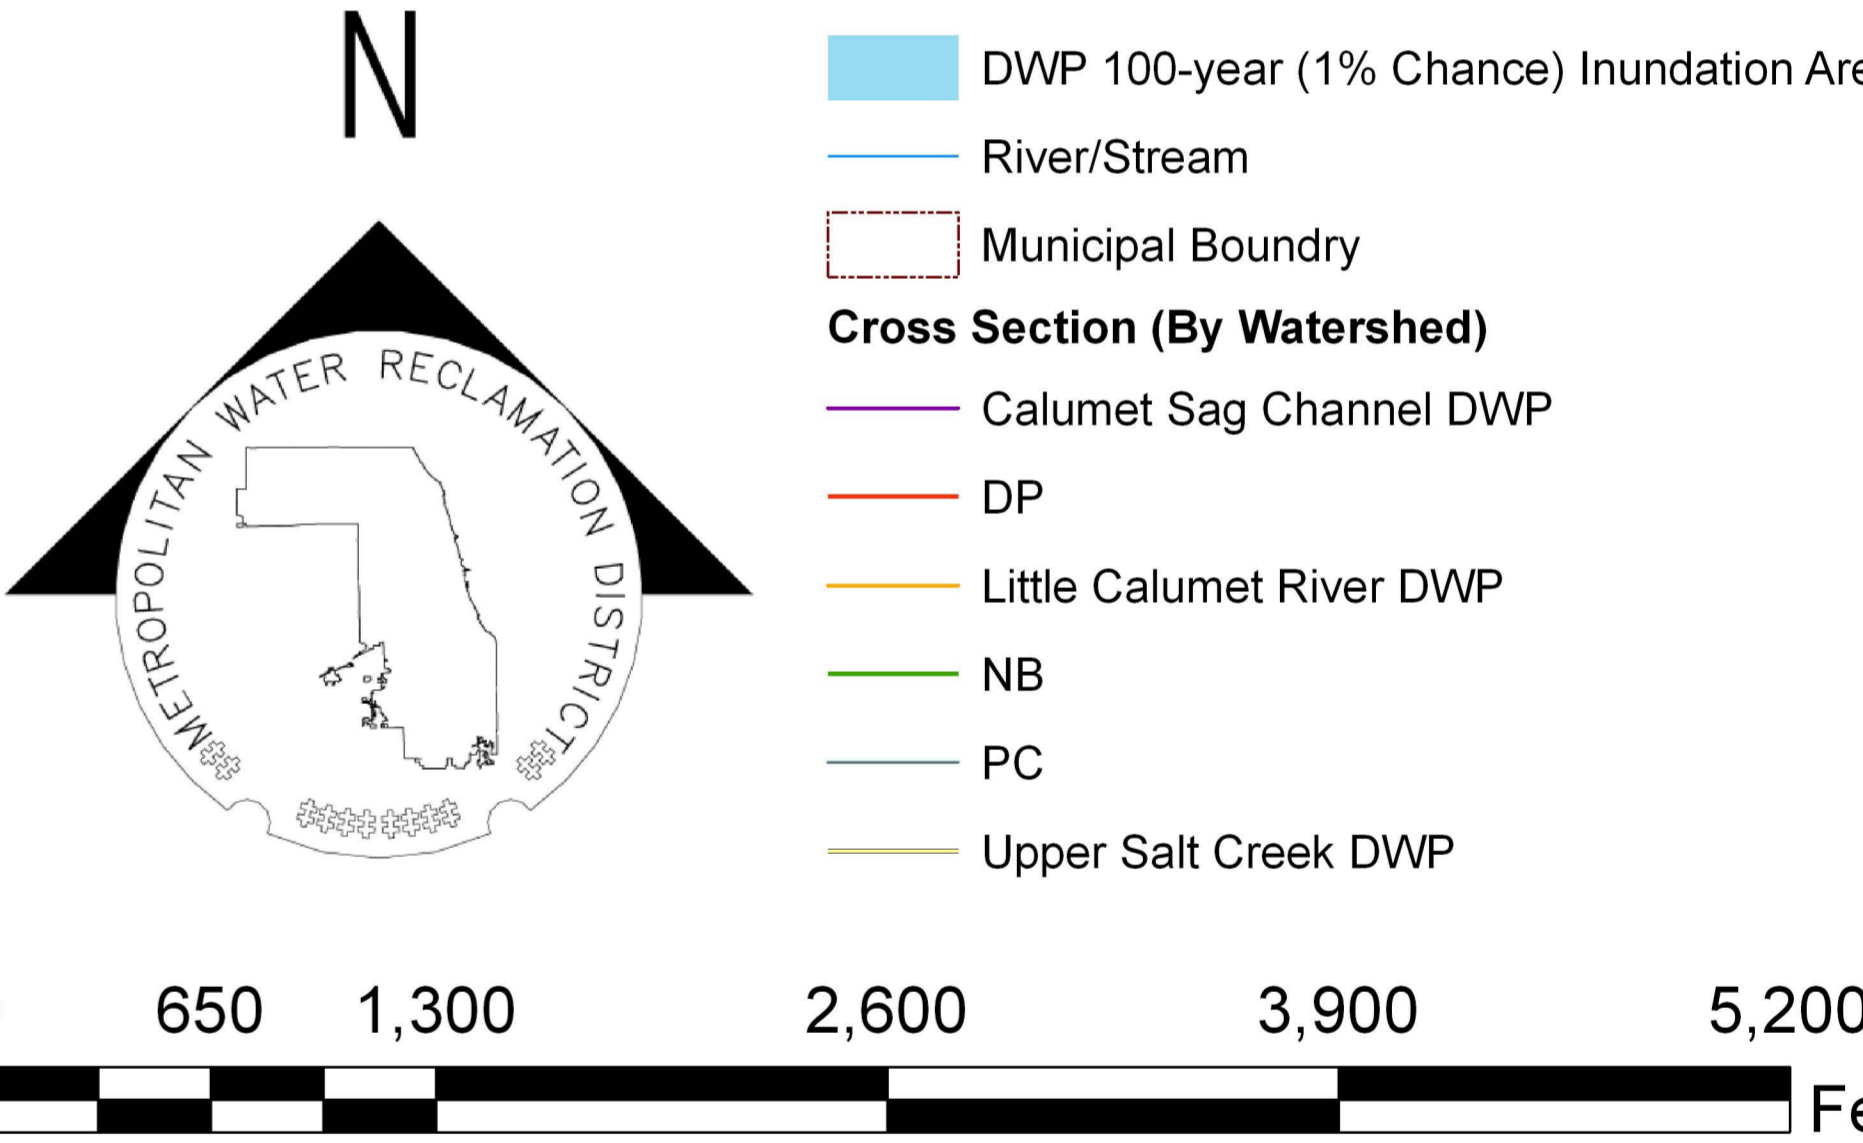 N
METROPOLITAN WATER RECLAMATION DISTRICT
DWP 100-year (1% Chance) Inundation Are
River/Stream
Municipal Boundry
Cross Section (By Watershed)
Calumet Sag Channel DWP
DP
Little Calumet River DWP
NB
PC
Upper Salt Creek DWP
650 1,300 2,600 3,900 5,200
Fe